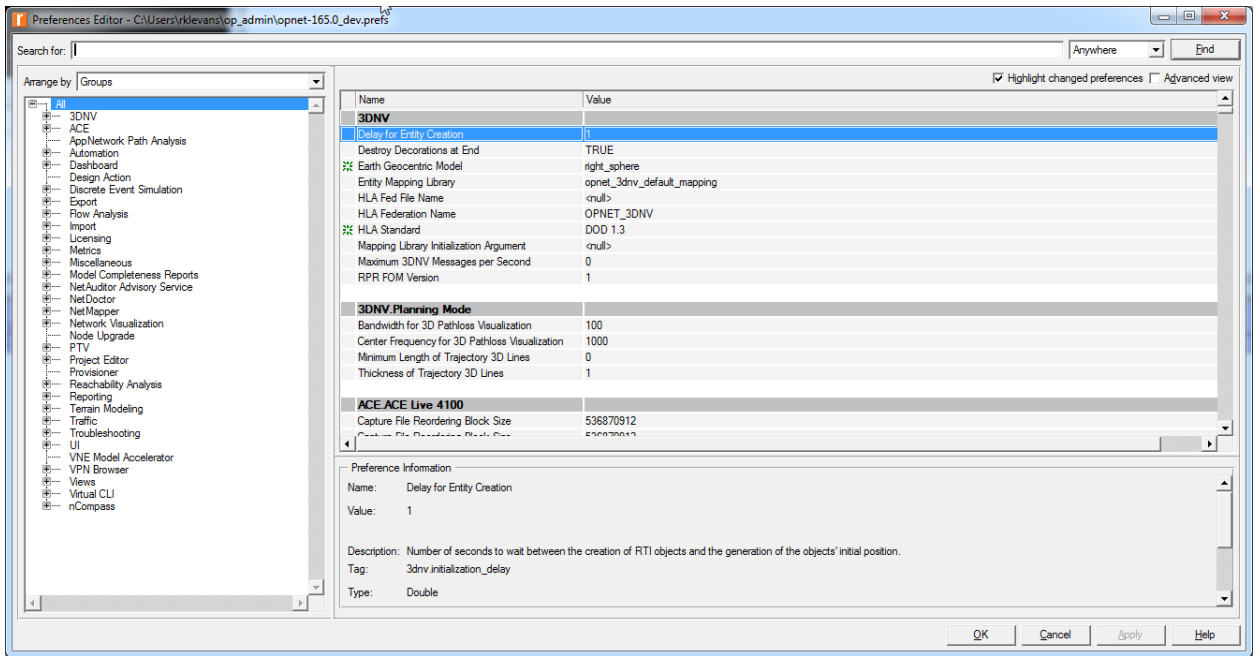 Preferences Editor - C:\Users\rklevans\op_admin\opnet-165.0_dev.prefs
Search for: Anywhere Find
Arrange by Groups
Highlight changed preferences Advanced view
All
3DNV
ACE
AppNetwork Path Analysis
Automation
Dashboard
Design Action
Discrete Event Simulation
Export
Flow Analysis
Import
Licensing
Metrics
Miscellaneous
Model Completeness Reports
NetAuditor Advisory Service
NetDoctor
NetMapper
Network Visualization
Node Upgrade
PTV
Project Editor
Provisioner
Reachability Analysis
Reporting
Terrain Modeling
Traffic
Troubleshooting
UI
VNE Model Accelerator
VPN Browser
Views
Virtual CLI
nCompass
Name Value
3DNV
Delay for Entity Creation 1
Destroy Decorations at End TRUE
Earth Geocentric Model right_sphere
Entity Mapping Library opnet_3dnv_default_mapping
HLA Fed File Name <null>
HLA Federation Name OPNET_3DNV
HLA Standard DOD 1.3
Mapping Library Initialization Argument <null>
Maximum 3DNV Messages per Second 0
RPR FOM Version 1
3DNV.Planning Mode
Bandwidth for 3D Pathloss Visualization 100
Center Frequency for 3D Pathloss Visualization 1000
Minimum Length of Trajectory 3D Lines 0
Thickness of Trajectory 3D Lines 1
ACE.ACE Live 4100
Capture File Reordering Block Size 536870912
Capture File Reordering Block Size 536870912
Preference Information
Name: Delay for Entity Creation
Value: 1
Description: Number of seconds to wait between the creation of RTI objects and the generation of the objects' initial position.
Tag: 3dnv.initialization_delay
Type: Double
OK Cancel Apply Help